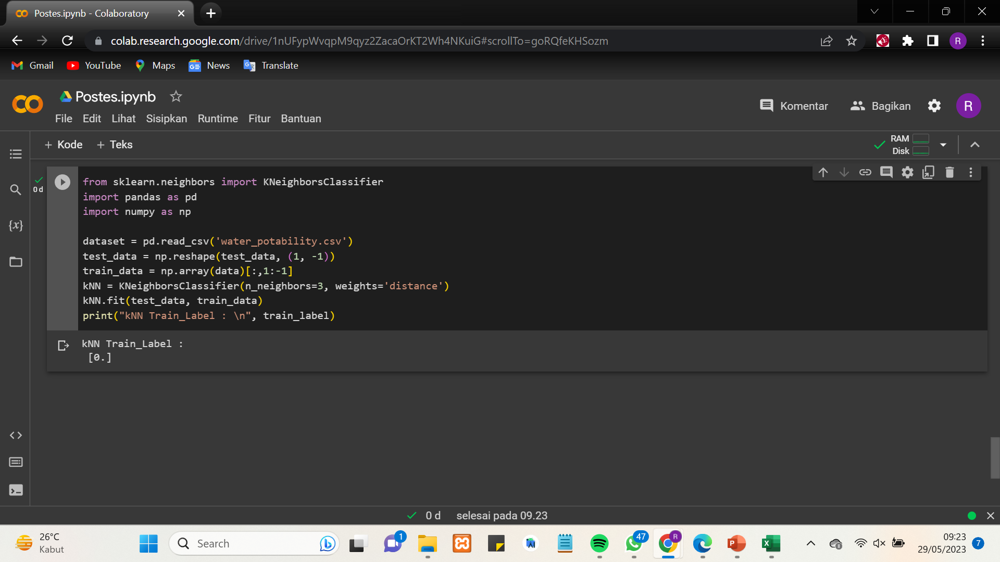 Postes.ipynb - Colaboratory
colab.research.google.com/drive/1nUFypWvqpM9qyz2ZacaOrKT2Wh4NKuiG#scrollTo=goRQfeKHSozm
R
Gmail YouTube Maps News Translate
Postes.ipynb
Komentar Bagikan R
File Edit Lihat Sisipkan Runtime Fitur Bantuan
+ Kode + Teks
RAM
Disk
0 d
from sklearn.neighbors import KNeighborsClassifier
import pandas as pd
import numpy as np
dataset = pd.read_csv('water_potability.csv')
test_data = np.reshape(test_data, (1, -1))
train_data = np.array(data)[:,1:-1]
kNN = KNeighborsClassifier(n_neighbors=3, weights='distance')
kNN.fit(test_data, train_data)
print("kNN Train_Label : \n", train_label)
kNN Train_Label :
[0.]
0 d selesai pada 09.23
26°C
Kabut
Search
1
47
R
09:23
29/05/2023
7